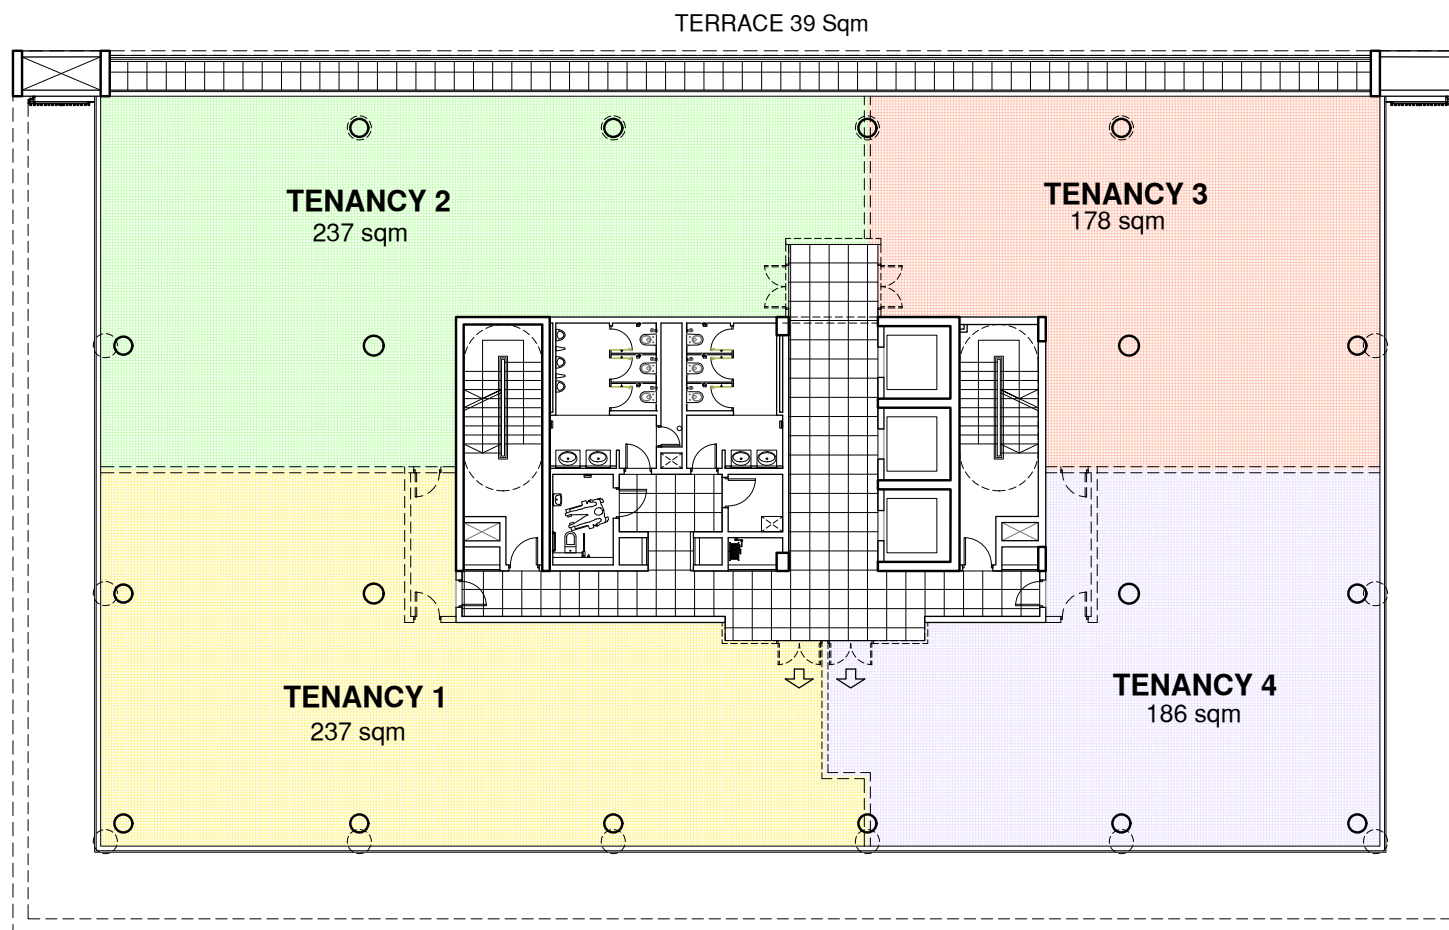 TERRACE 39 Sqm
TENANCY 2
237 sqm
TENANCY 3
178 sqm
TENANCY 1
237 sqm
TENANCY 4
186 sqm